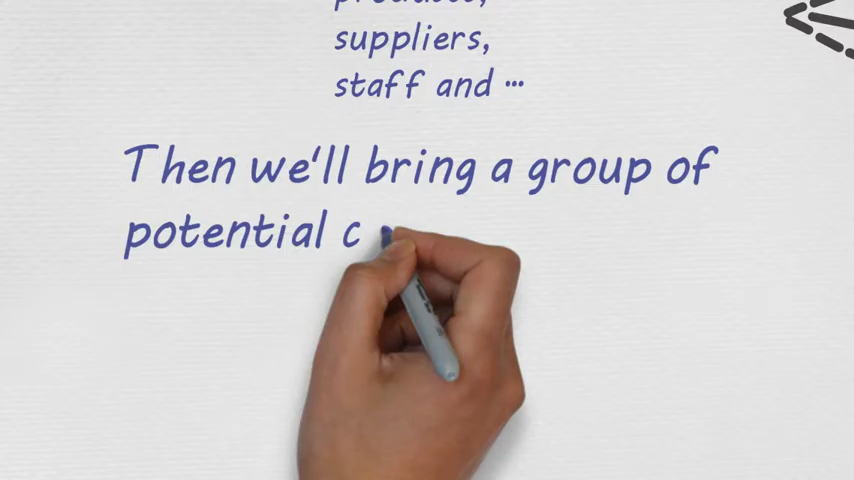 suppliers,
staff and ...
Then we'll bring a group of
potential c